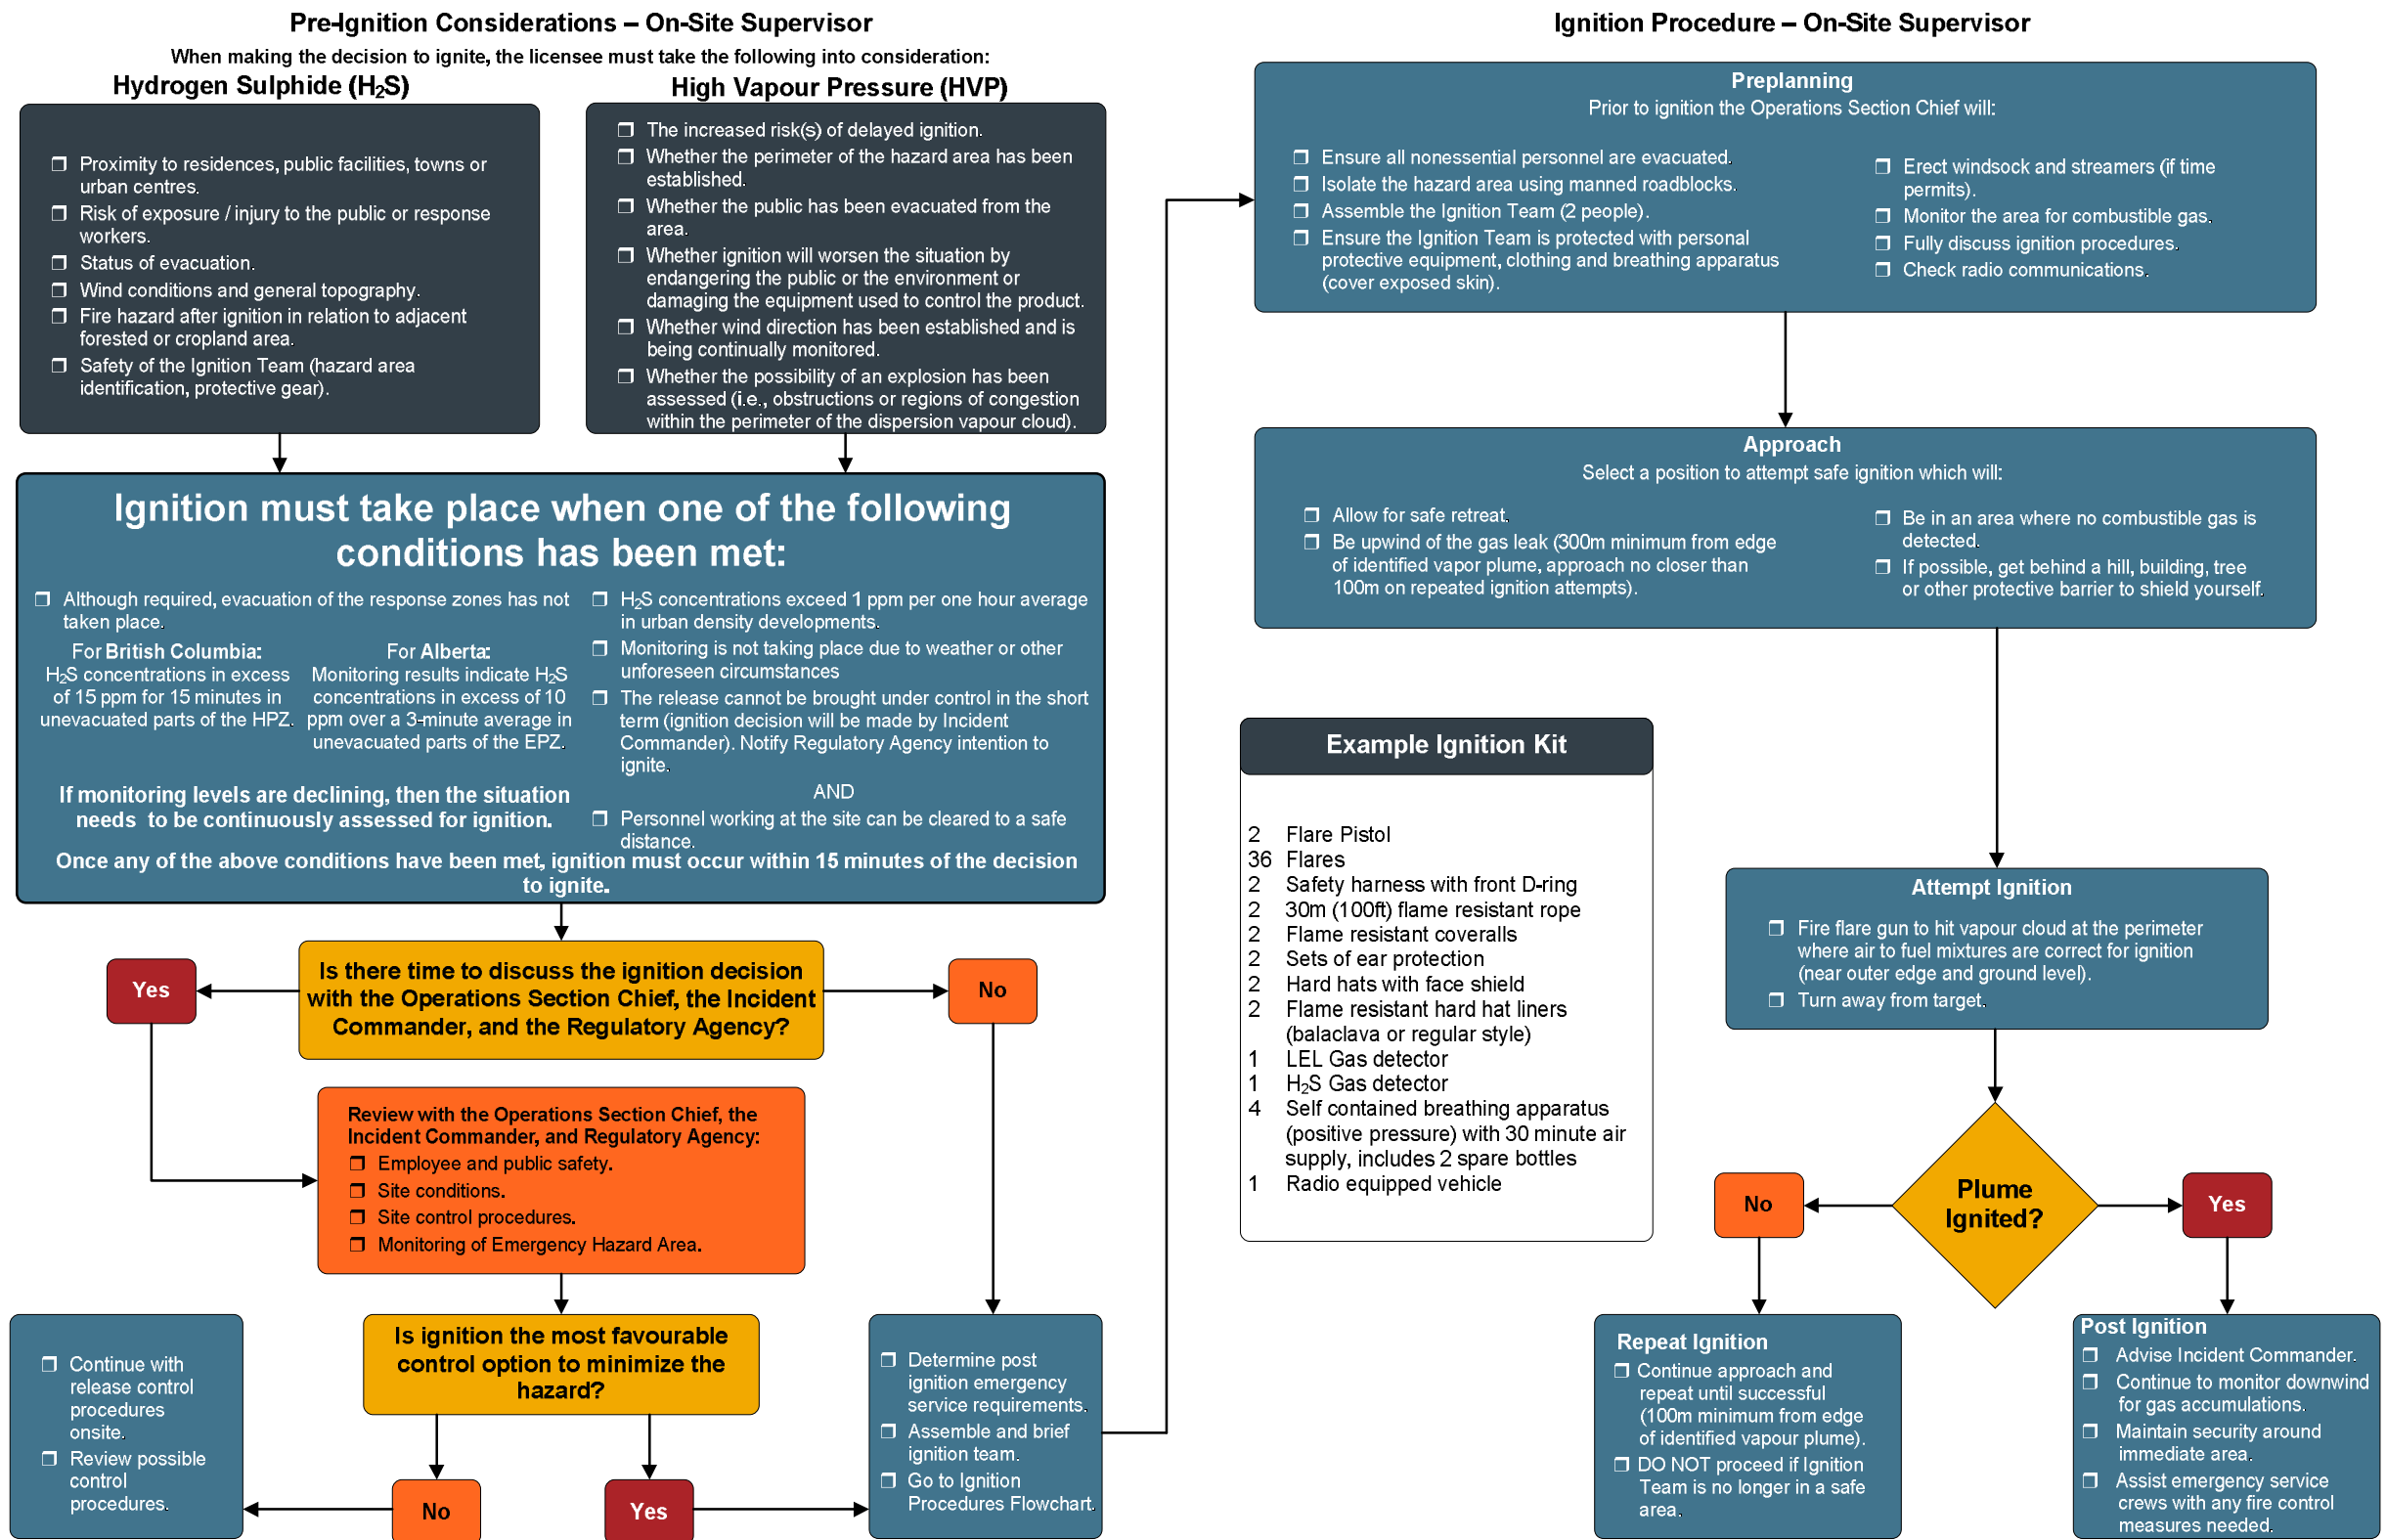 Pre-Ignition Considerations – On-Site Supervisor
When making the decision to ignite, the licensee must take the following into consideration:
Hydrogen Sulphide (H₂S)
❒ Proximity to residences, public facilities, towns or
urban centres.
❒ Risk of exposure / injury to the public or response
workers.
❒ Status of evacuation.
❒ Wind conditions and general topography.
❒ Fire hazard after ignition in relation to adjacent
forested or cropland area.
❒ Safety of the Ignition Team (hazard area
identification, protective gear).
High Vapour Pressure (HVP)
❒ The increased risk(s) of delayed ignition.
❒ Whether the perimeter of the hazard area has been
established.
❒ Whether the public has been evacuated from the
area.
❒ Whether ignition will worsen the situation by
endangering the public or the environment or
damaging the equipment used to control the product.
❒ Whether wind direction has been established and is
being continually monitored.
❒ Whether the possibility of an explosion has been
assessed (i.e., obstructions or regions of congestion
within the perimeter of the dispersion vapour cloud).
Ignition must take place when one of the following
conditions has been met:
❒ Although required, evacuation of the response zones has not
taken place.
For British Columbia:
H₂S concentrations in excess
of 15 ppm for 15 minutes in
unevacuated parts of the HPZ.
For Alberta:
Monitoring results indicate H₂S
concentrations in excess of 10
ppm over a 3-minute average in
unevacuated parts of the EPZ.
If monitoring levels are declining, then the situation
needs to be continuously assessed for ignition.
❒ H₂S concentrations exceed 1 ppm per one hour average
in urban density developments.
❒ Monitoring is not taking place due to weather or other
unforeseen circumstances
❒ The release cannot be brought under control in the short
term (ignition decision will be made by Incident
Commander). Notify Regulatory Agency intention to
ignite.
AND
❒ Personnel working at the site can be cleared to a safe
distance.
Once any of the above conditions have been met, ignition must occur within 15 minutes of the decision
to ignite.
Yes
Is there time to discuss the ignition decision
with the Operations Section Chief, the Incident
Commander, and the Regulatory Agency?
No
Review with the Operations Section Chief, the
Incident Commander, and Regulatory Agency:
❒ Employee and public safety.
❒ Site conditions.
❒ Site control procedures.
❒ Monitoring of Emergency Hazard Area.
Is ignition the most favourable
control option to minimize the
hazard?
No
Yes
❒ Continue with
release control
procedures
onsite.
❒ Review possible
control
procedures.
❒ Determine post
ignition emergency
service requirements.
❒ Assemble and brief
ignition team.
❒ Go to Ignition
Procedures Flowchart.
Ignition Procedure – On-Site Supervisor
Preplanning
Prior to ignition the Operations Section Chief will:
❒ Ensure all nonessential personnel are evacuated.
❒ Isolate the hazard area using manned roadblocks.
❒ Assemble the Ignition Team (2 people).
❒ Ensure the Ignition Team is protected with personal
protective equipment, clothing and breathing apparatus
(cover exposed skin).
❒ Erect windsock and streamers (if time
permits).
❒ Monitor the area for combustible gas.
❒ Fully discuss ignition procedures.
❒ Check radio communications.
Approach
Select a position to attempt safe ignition which will:
❒ Allow for safe retreat.
❒ Be upwind of the gas leak (300m minimum from edge
of identified vapor plume, approach no closer than
100m on repeated ignition attempts).
❒ Be in an area where no combustible gas is
detected.
❒ If possible, get behind a hill, building, tree
or other protective barrier to shield yourself.
Example Ignition Kit
2 Flare Pistol
36 Flares
2 Safety harness with front D-ring
2 30m (100ft) flame resistant rope
2 Flame resistant coveralls
2 Sets of ear protection
2 Hard hats with face shield
2 Flame resistant hard hat liners
(balaclava or regular style)
1 LEL Gas detector
1 H₂S Gas detector
4 Self contained breathing apparatus
(positive pressure) with 30 minute air
supply, includes 2 spare bottles
1 Radio equipped vehicle
Attempt Ignition
❒ Fire flare gun to hit vapour cloud at the perimeter
where air to fuel mixtures are correct for ignition
(near outer edge and ground level).
❒ Turn away from target.
No
Plume
Ignited?
Yes
Repeat Ignition
❒ Continue approach and
repeat until successful
(100m minimum from edge
of identified vapour plume).
❒ DO NOT proceed if Ignition
Team is no longer in a safe
area.
Post Ignition
❒ Advise Incident Commander.
❒ Continue to monitor downwind
for gas accumulations.
❒ Maintain security around
immediate area.
❒ Assist emergency service
crews with any fire control
measures needed.